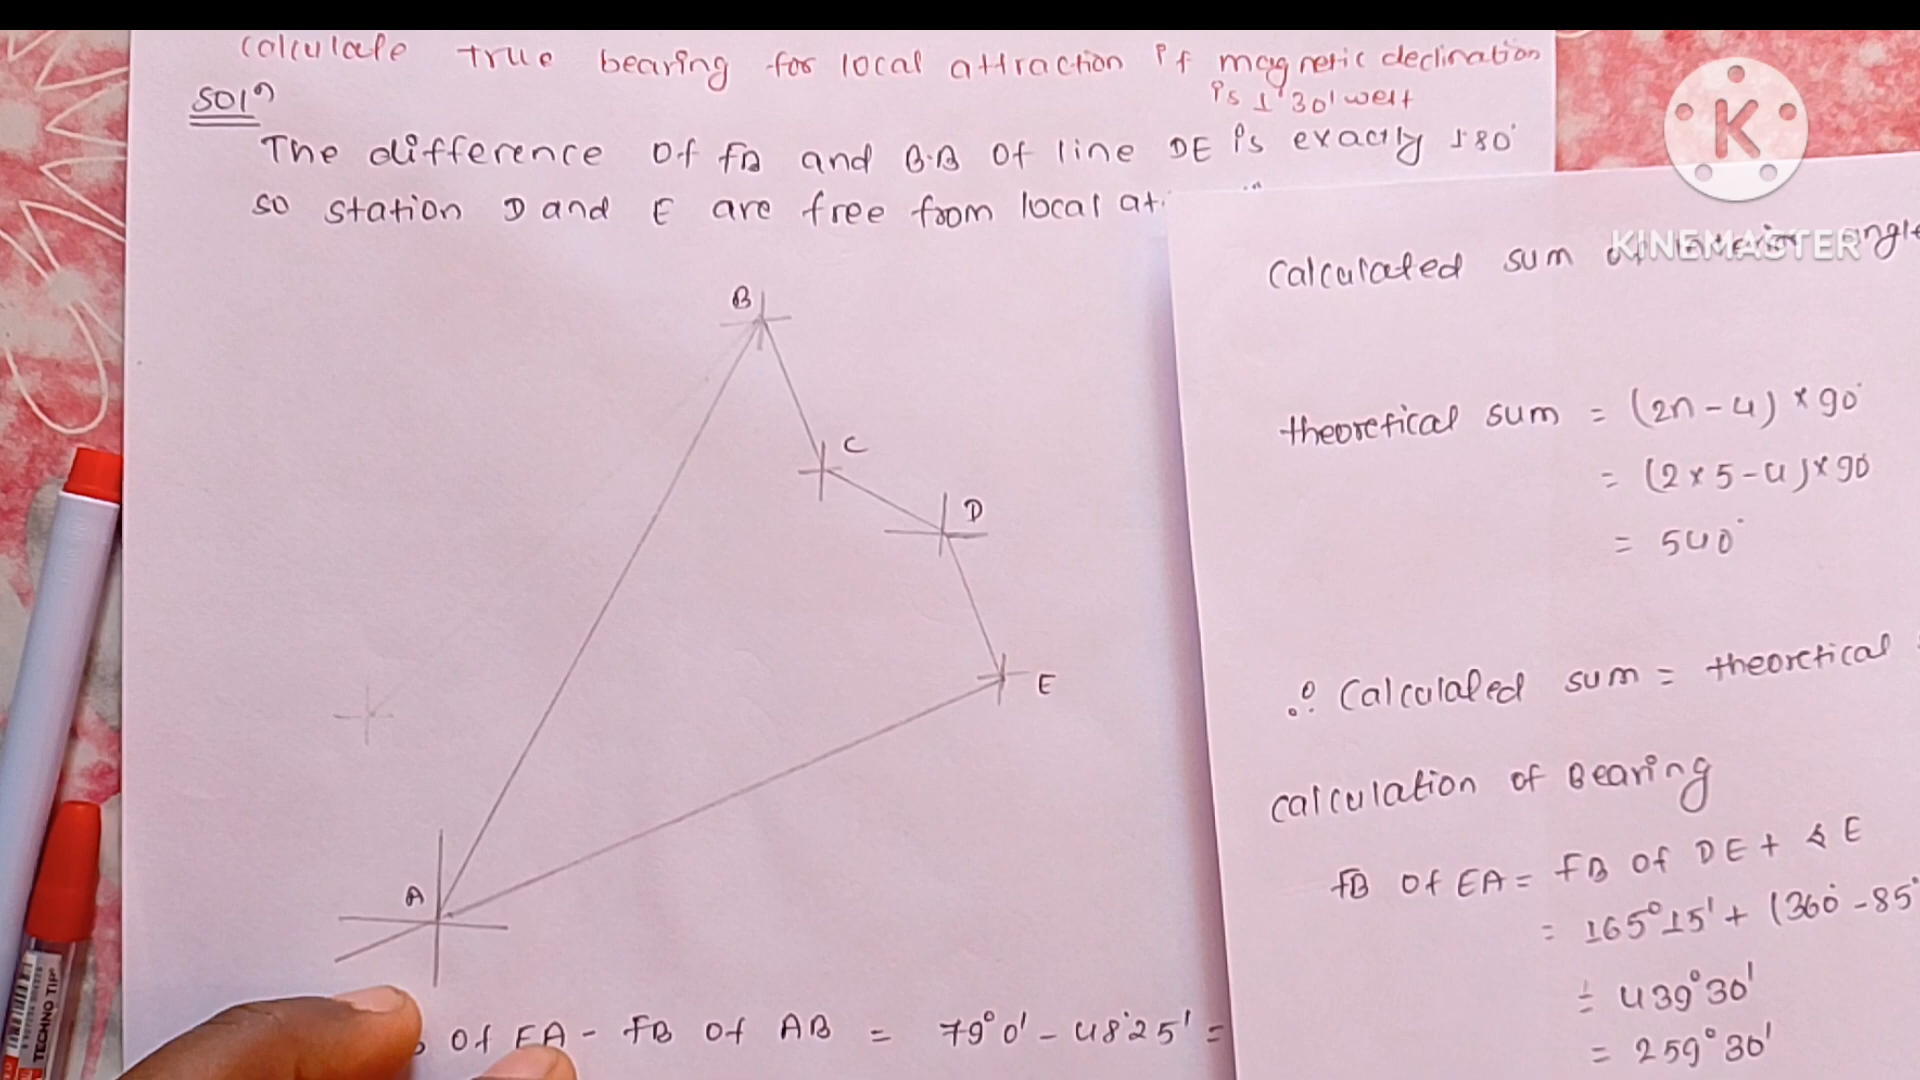 calculate true bearing for local attraction if magnetic declination
is 1°30' west
Sol^n
The difference of FB and B.B of line DE is exactly 180°
so station D and E are free from local
B
C
D
E
A
of EA - FB of AB = 79°0' - 48°25' =
K
KINEMASTER
Calculated sum
theoretical sum = (2n-4) * 90°
= (2*5-4)*90
= 540°
∴ Calculated sum = theoretical
calculation of Bearing
FB of EA = FB of DE + ∡E
= 165°15' + (360° - 85°
= 439°30'
= 259°30'
TECHNO TIP